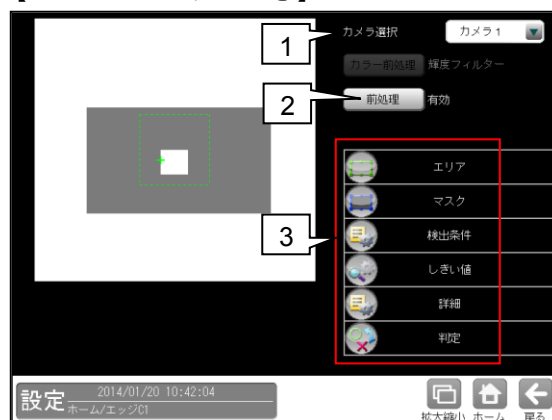 1
カメラ選択
カメラ1
カラー前処理
輝度フィルター
2
前処理
有効
エリア
マスク
3
検出条件
しきい値
詳細
判定
設定
2014/01/20 10:42:04
ホーム/エッジC1
拡大縮小
ホーム
戻る